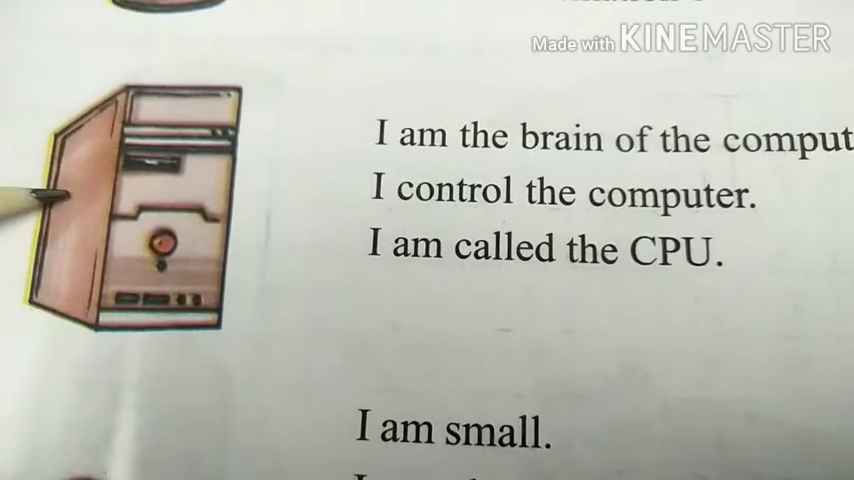 Made with KINEMASTER
I am the brain of the comput
I control the computer.
I am called the CPU.
I am small.